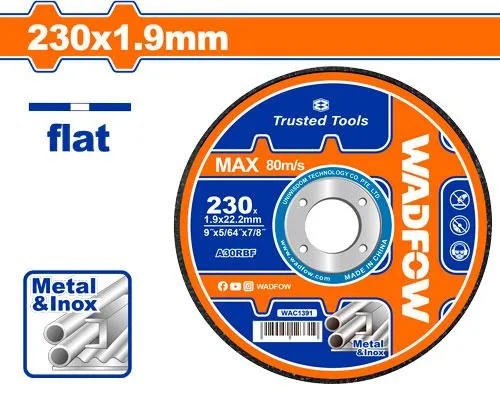 230x1.9mm
flat
Metal
&Inox
Trusted Tools
MAX 80m/s
UNIWISDOM TECHNOLOGY CO., PTE. LTD.
230x
1.9x22.2mm
9"x5/64"x7/8"
A30RBF
www.wadfow.com
MADE IN CHINA
WADFOW
WADFOW
WAC1391
Metal
&Inox